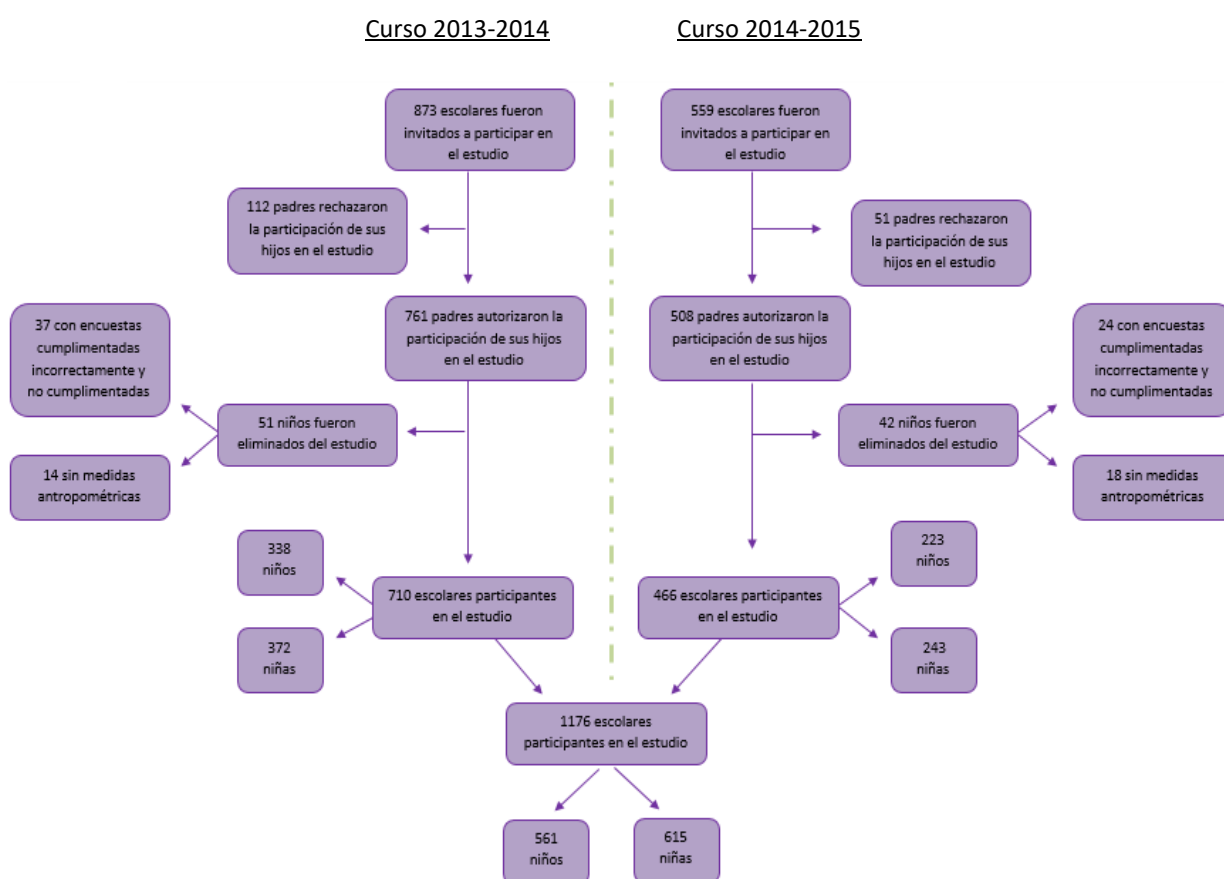 Curso 2013-2014
Curso 2014-2015
873 escolares fueron
invitados a participar en
el estudio
559 escolares fueron
invitados a participar en
el estudio
112 padres rechazaron
la participación de sus
hijos en el estudio
51 padres rechazaron
la participación de sus
hijos en el estudio
761 padres autorizaron la
participación de sus hijos
en el estudio
508 padres autorizaron la
participación de sus hijos
en el estudio
37 con encuestas
cumplimentadas
incorrectamente y
no cumplimentadas
24 con encuestas
cumplimentadas
incorrectamente y
no cumplimentadas
51 niños fueron
eliminados del estudio
42 niños fueron
eliminados del estudio
14 sin medidas
antropométricas
18 sin medidas
antropométricas
338
niños
223
niños
710 escolares participantes
en el estudio
466 escolares participantes
en el estudio
372
niñas
243
niñas
1176 escolares
participantes en el estudio
561
niños
615
niñas